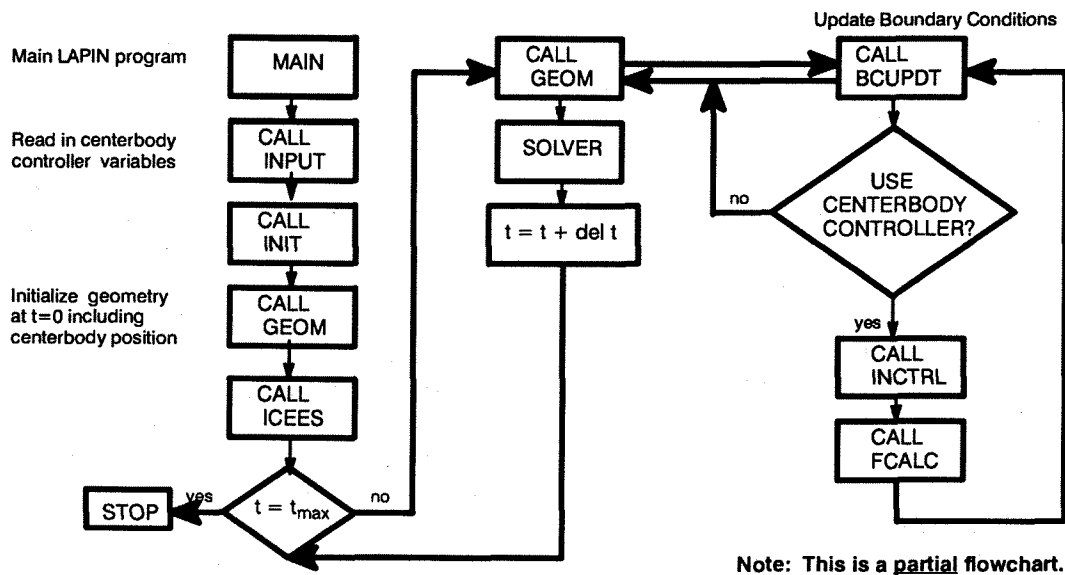 Main LAPIN program
MAIN
Read in centerbody
controller variables
CALL
INPUT
CALL
INIT
Initialize geometry
at t=0 including
centerbody position
CALL
GEOM
CALL
ICEES
t = tmax
yes
STOP
no
CALL
GEOM
SOLVER
t = t + del t
Update Boundary Conditions
CALL
BCUPDT
USE
CENTERBODY
CONTROLLER?
no
yes
CALL
INCTRL
CALL
FCALC
Note: This is a partial flowchart.